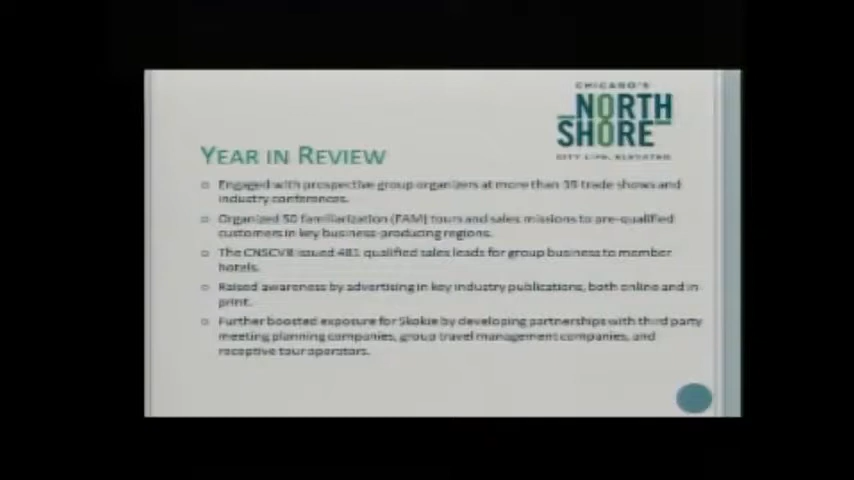 CHICAGO'S
NORTH
SHORE
CITY LIFE, ELEVATED
YEAR IN REVIEW
Engaged with prospective group organizers at more than 35 trade shows and
industry conferences.
Organized 50 familiarization (FAM) tours and sales missions to pre-qualified
customers in key business-producing regions.
The CNSCVB issued 481 qualified sales leads for group business to member
hotels.
Raised awareness by advertising in key industry publications, both online and in
print.
Further boosted exposure for Skokie by developing partnerships with third party
meeting planning companies, group travel management companies, and
receptive tour operators.